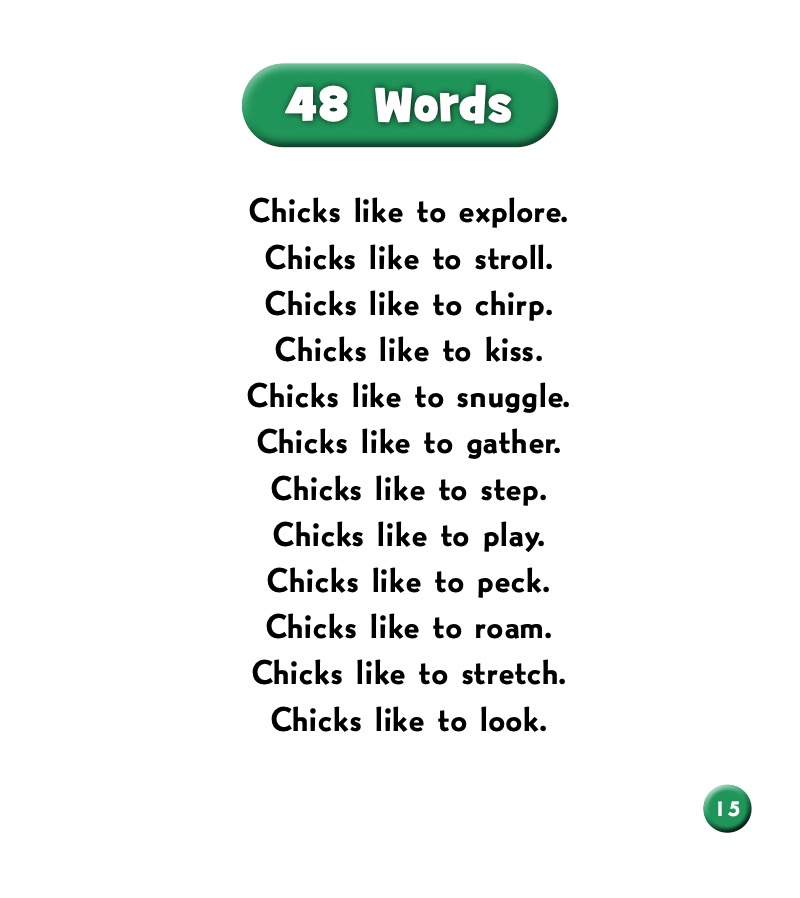 48 Words
Chicks like to explore.
Chicks like to stroll.
Chicks like to chirp.
Chicks like to kiss.
Chicks like to snuggle.
Chicks like to gather.
Chicks like to step.
Chicks like to play.
Chicks like to peck.
Chicks like to roam.
Chicks like to stretch.
Chicks like to look.
15